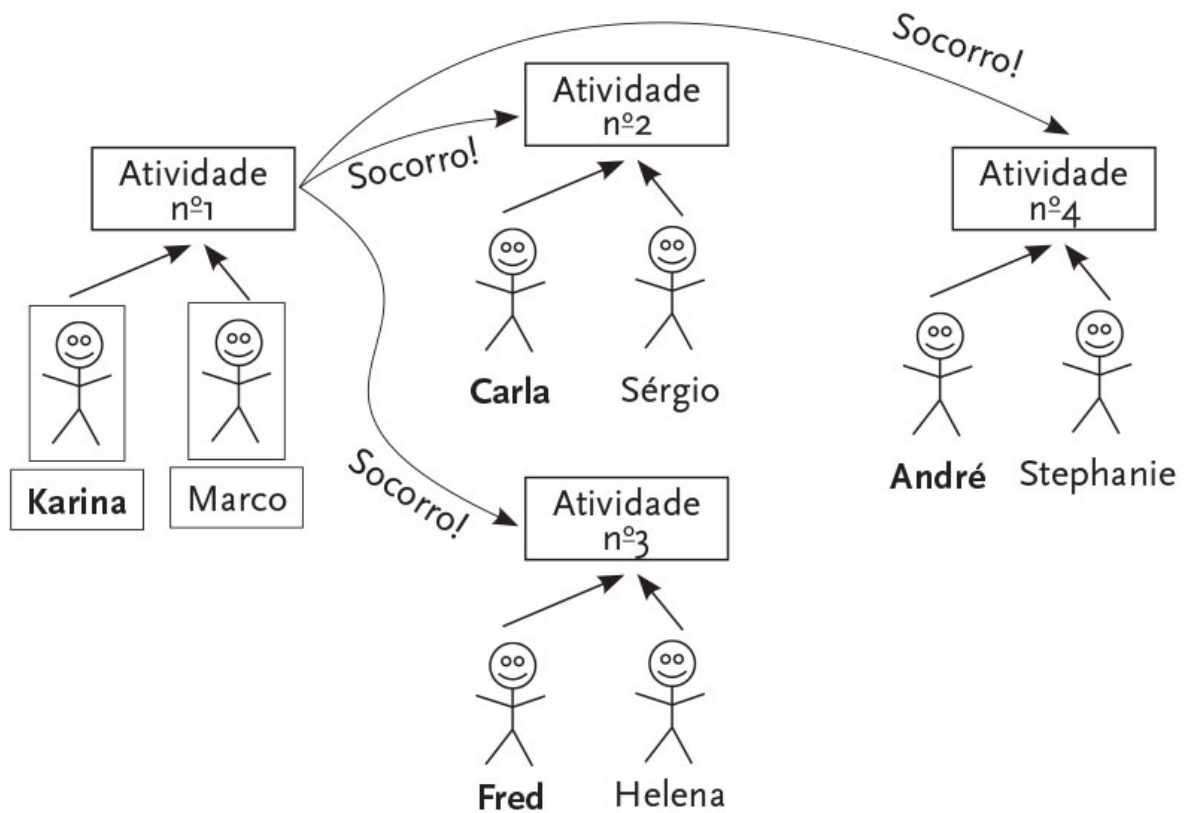 Socorro!
Atividade
nº2
Socorro!
Atividade
nº1
Atividade
nº4
Carla
Sérgio
Karina
Marco
Socorro!
André
Stephanie
Atividade
nº3
Fred
Helena